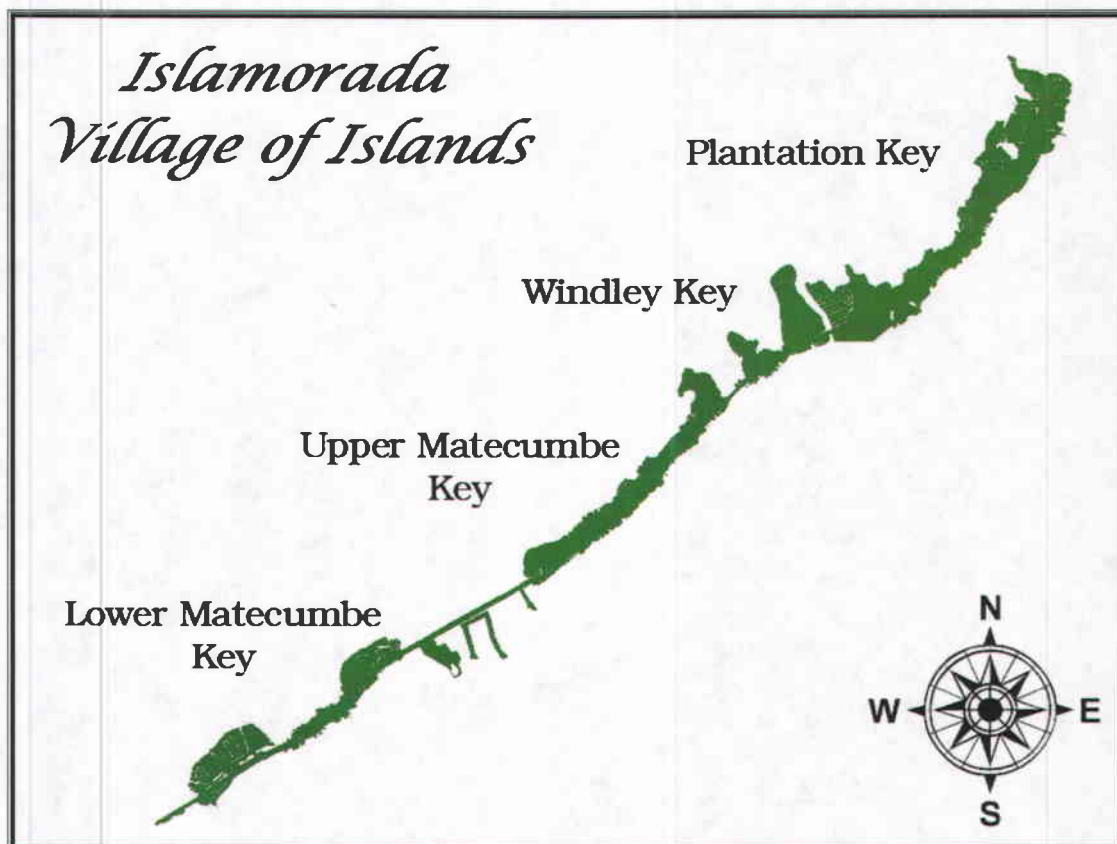 Islamorada
Village of Islands
Plantation Key
Windley Key
Upper Matecumbe
Key
Lower Matecumbe
Key
N
W E
S